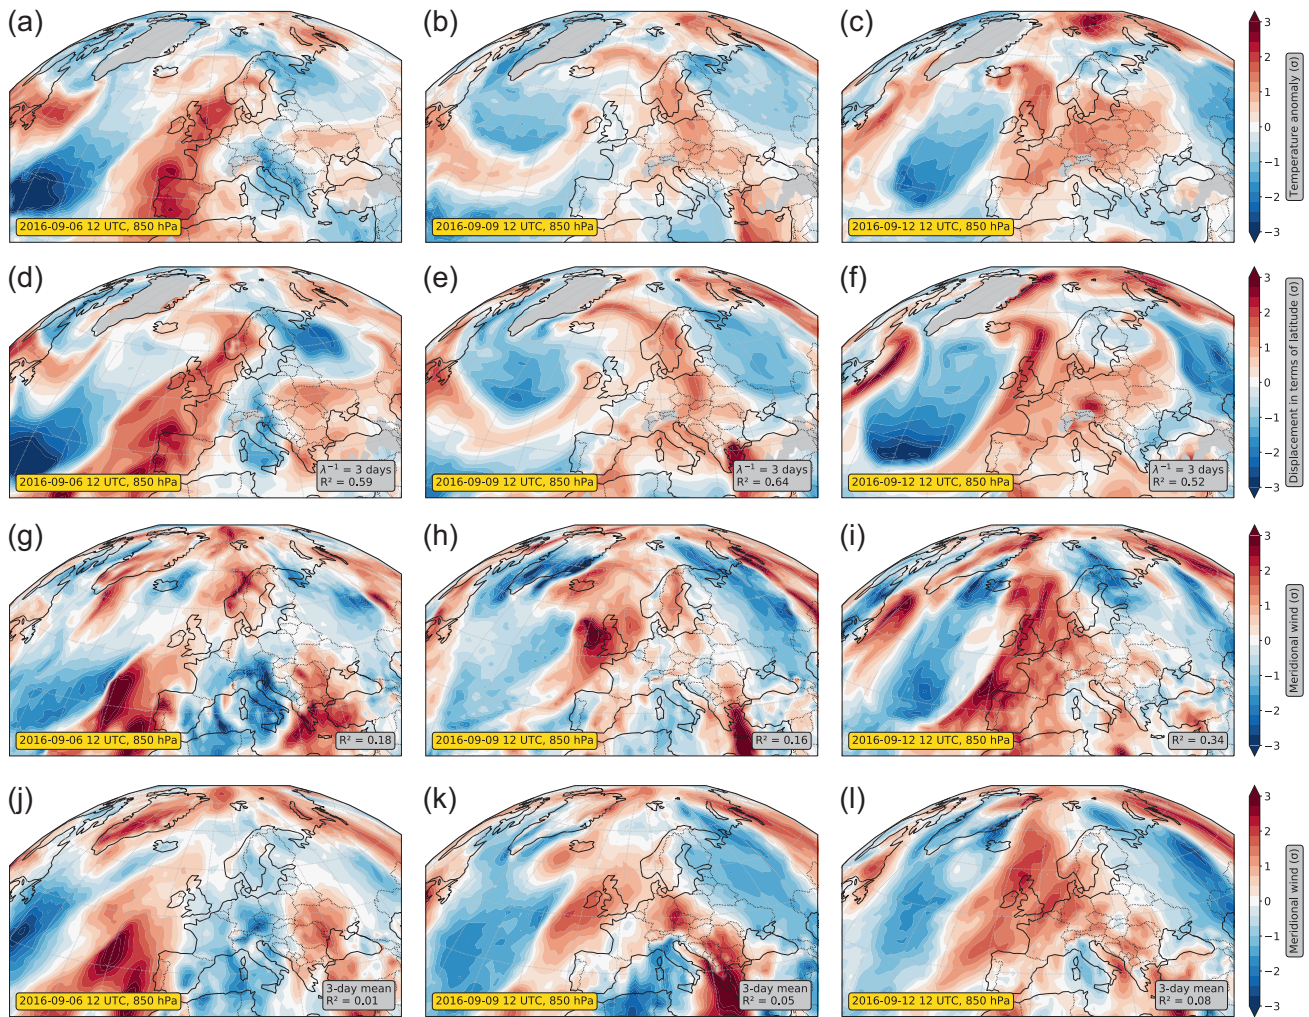 (a)
(b)
(c)
2016-09-06 12 UTC, 850 hPa
2016-09-09 12 UTC, 850 hPa
2016-09-12 12 UTC, 850 hPa
3
2
1
0
−1
−2
−3
Temperature anomaly (σ)
(d)
(e)
(f)
λ⁻¹ = 3 days
R² = 0.59
2016-09-06 12 UTC, 850 hPa
λ⁻¹ = 3 days
R² = 0.64
2016-09-09 12 UTC, 850 hPa
λ⁻¹ = 3 days
R² = 0.52
2016-09-12 12 UTC, 850 hPa
3
2
1
0
−1
−2
−3
Displacement in terms of latitude (σ)
(g)
(h)
(i)
2016-09-06 12 UTC, 850 hPa
R² = 0.18
2016-09-09 12 UTC, 850 hPa
R² = 0.16
2016-09-12 12 UTC, 850 hPa
R² = 0.34
3
2
1
0
−1
−2
−3
Meridional wind (σ)
(j)
(k)
(l)
3-day mean
R² = 0.01
2016-09-06 12 UTC, 850 hPa
3-day mean
R² = 0.05
2016-09-09 12 UTC, 850 hPa
3-day mean
R² = 0.08
2016-09-12 12 UTC, 850 hPa
3
2
1
0
−1
−2
−3
Meridional wind (σ)